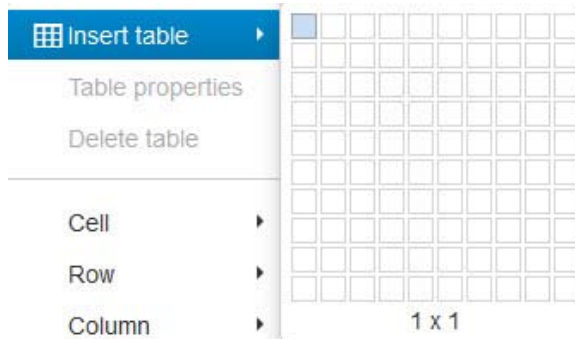 Insert table
Table properties
Delete table
Cell
Row
Column
1 x 1